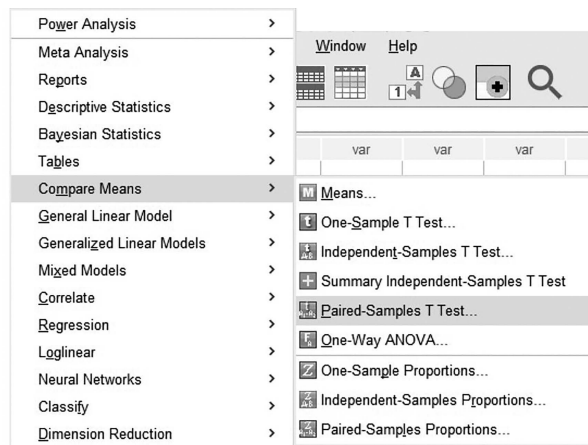 Power Analysis
Meta Analysis
Reports
Descriptive Statistics
Bayesian Statistics
Tables
Compare Means
General Linear Model
Generalized Linear Models
Mixed Models
Correlate
Regression
Loglinear
Neural Networks
Classify
Dimension Reduction
Window Help
A
1
var var var
M Means...
t One-Sample T Test...
Independent-Samples T Test...
Summary Independent-Samples T Test
Paired-Samples T Test...
One-Way ANOVA...
Z One-Sample Proportions...
Independent-Samples Proportions...
Paired-Samples Proportions...